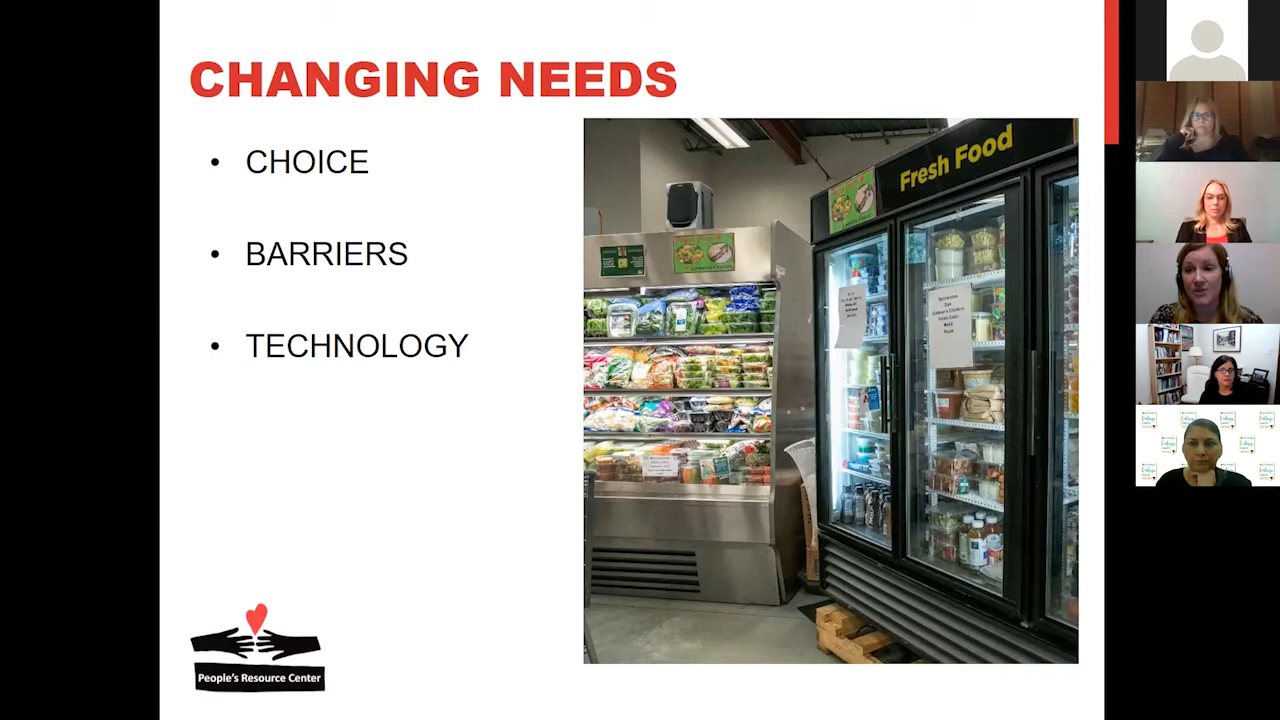 CHANGING NEEDS
• CHOICE
• BARRIERS
• TECHNOLOGY
Fresh Food
People's Resource Center